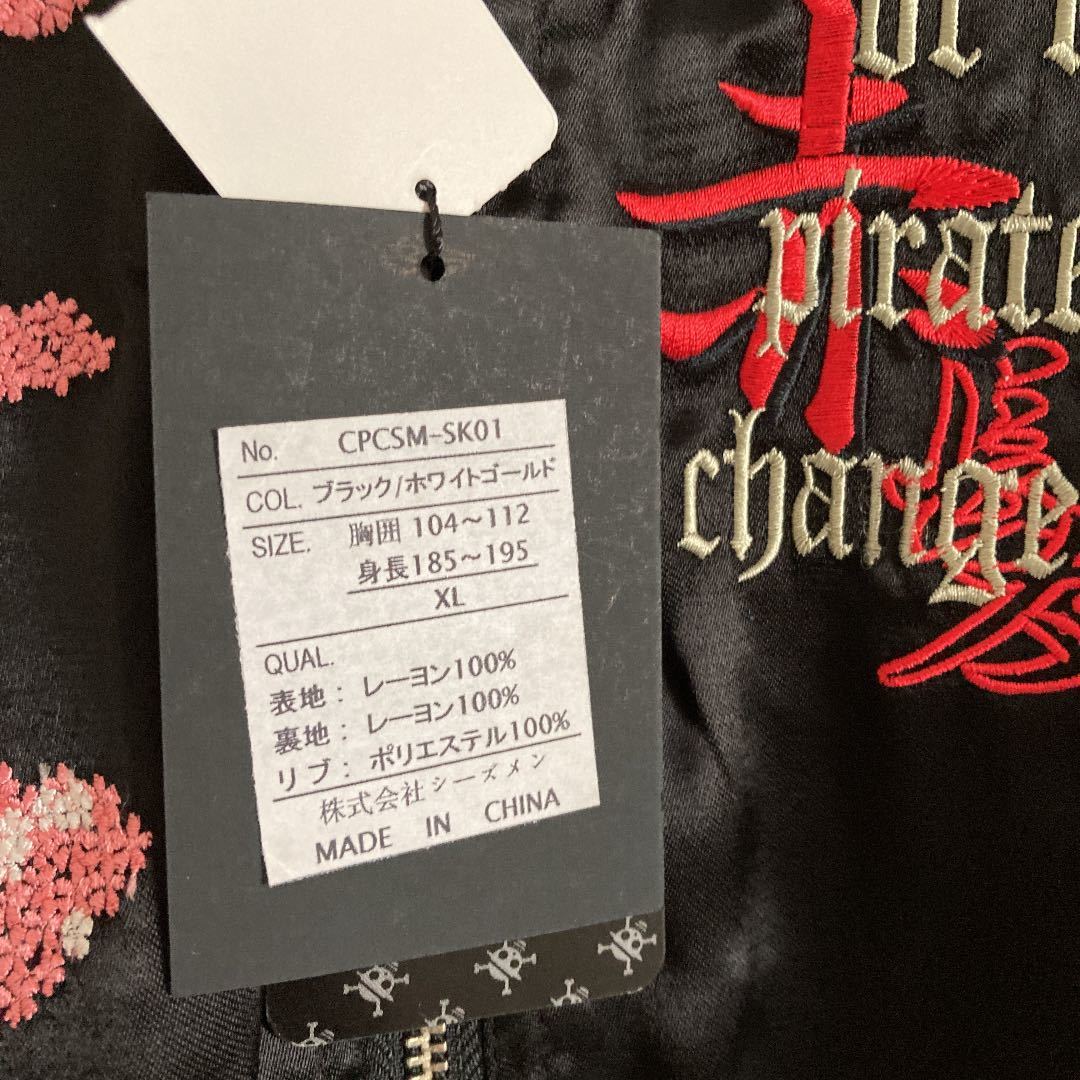 No. CPCSM-SK01
COL. ブラック/ホワイトゴールド
SIZE. 胸囲 104～112
身長185～195
XL
QUAL.
表地: レーヨン100%
裏地: レーヨン100%
リブ: ポリエステル100%
株式会社シーズメン
MADE IN CHINA
pirate
change